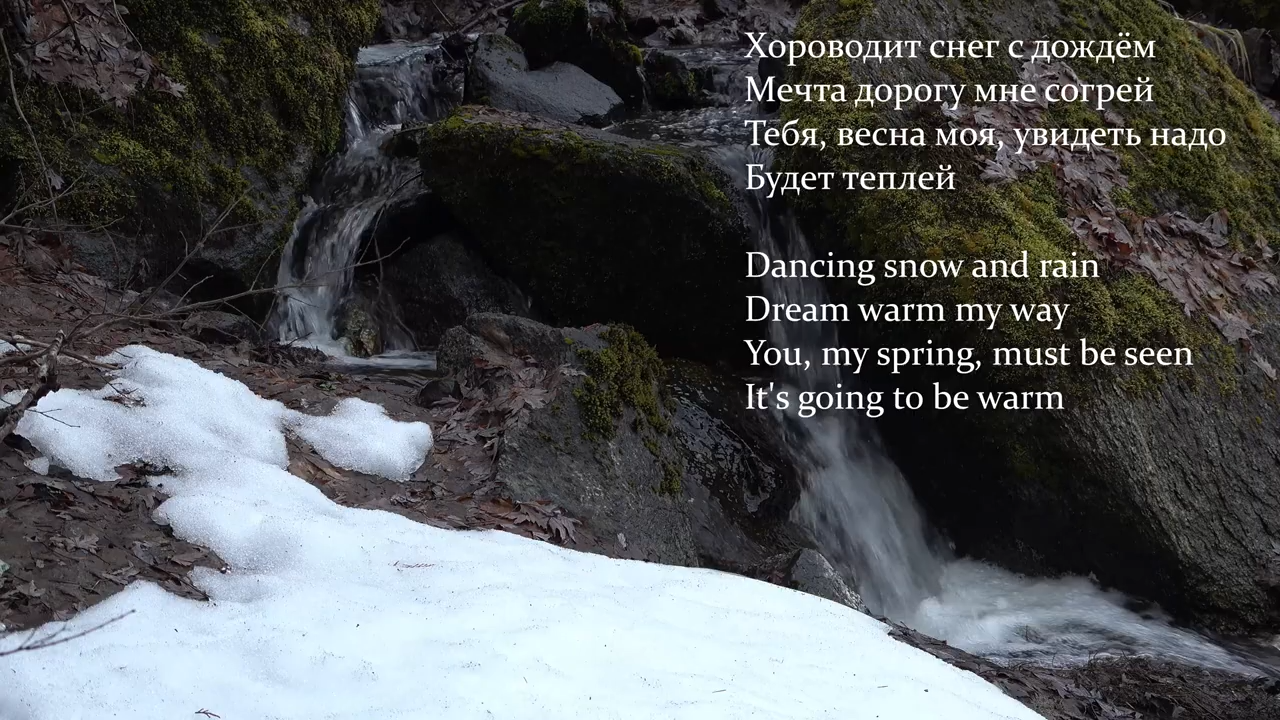 Хороводит снег с дождём
Мечта дорогу мне согрей
Тебя, весна моя, увидеть надо
Будет теплей
Dancing snow and rain
Dream warm my way
You, my spring, must be seen
It's going to be warm